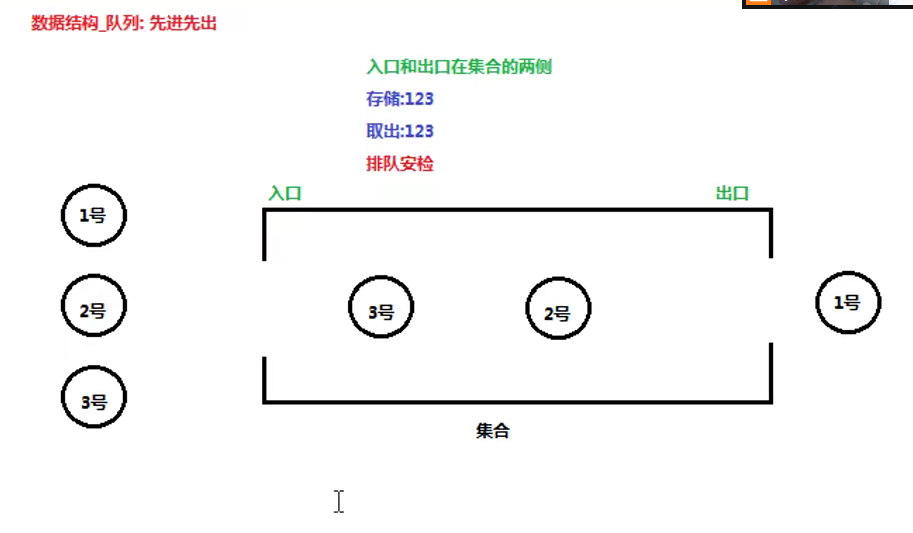 数据结构_队列: 先进先出
入口和出口在集合的两侧
存储:123
取出:123
排队安检
入口
出口
1号
2号
3号
3号
2号
1号
集合